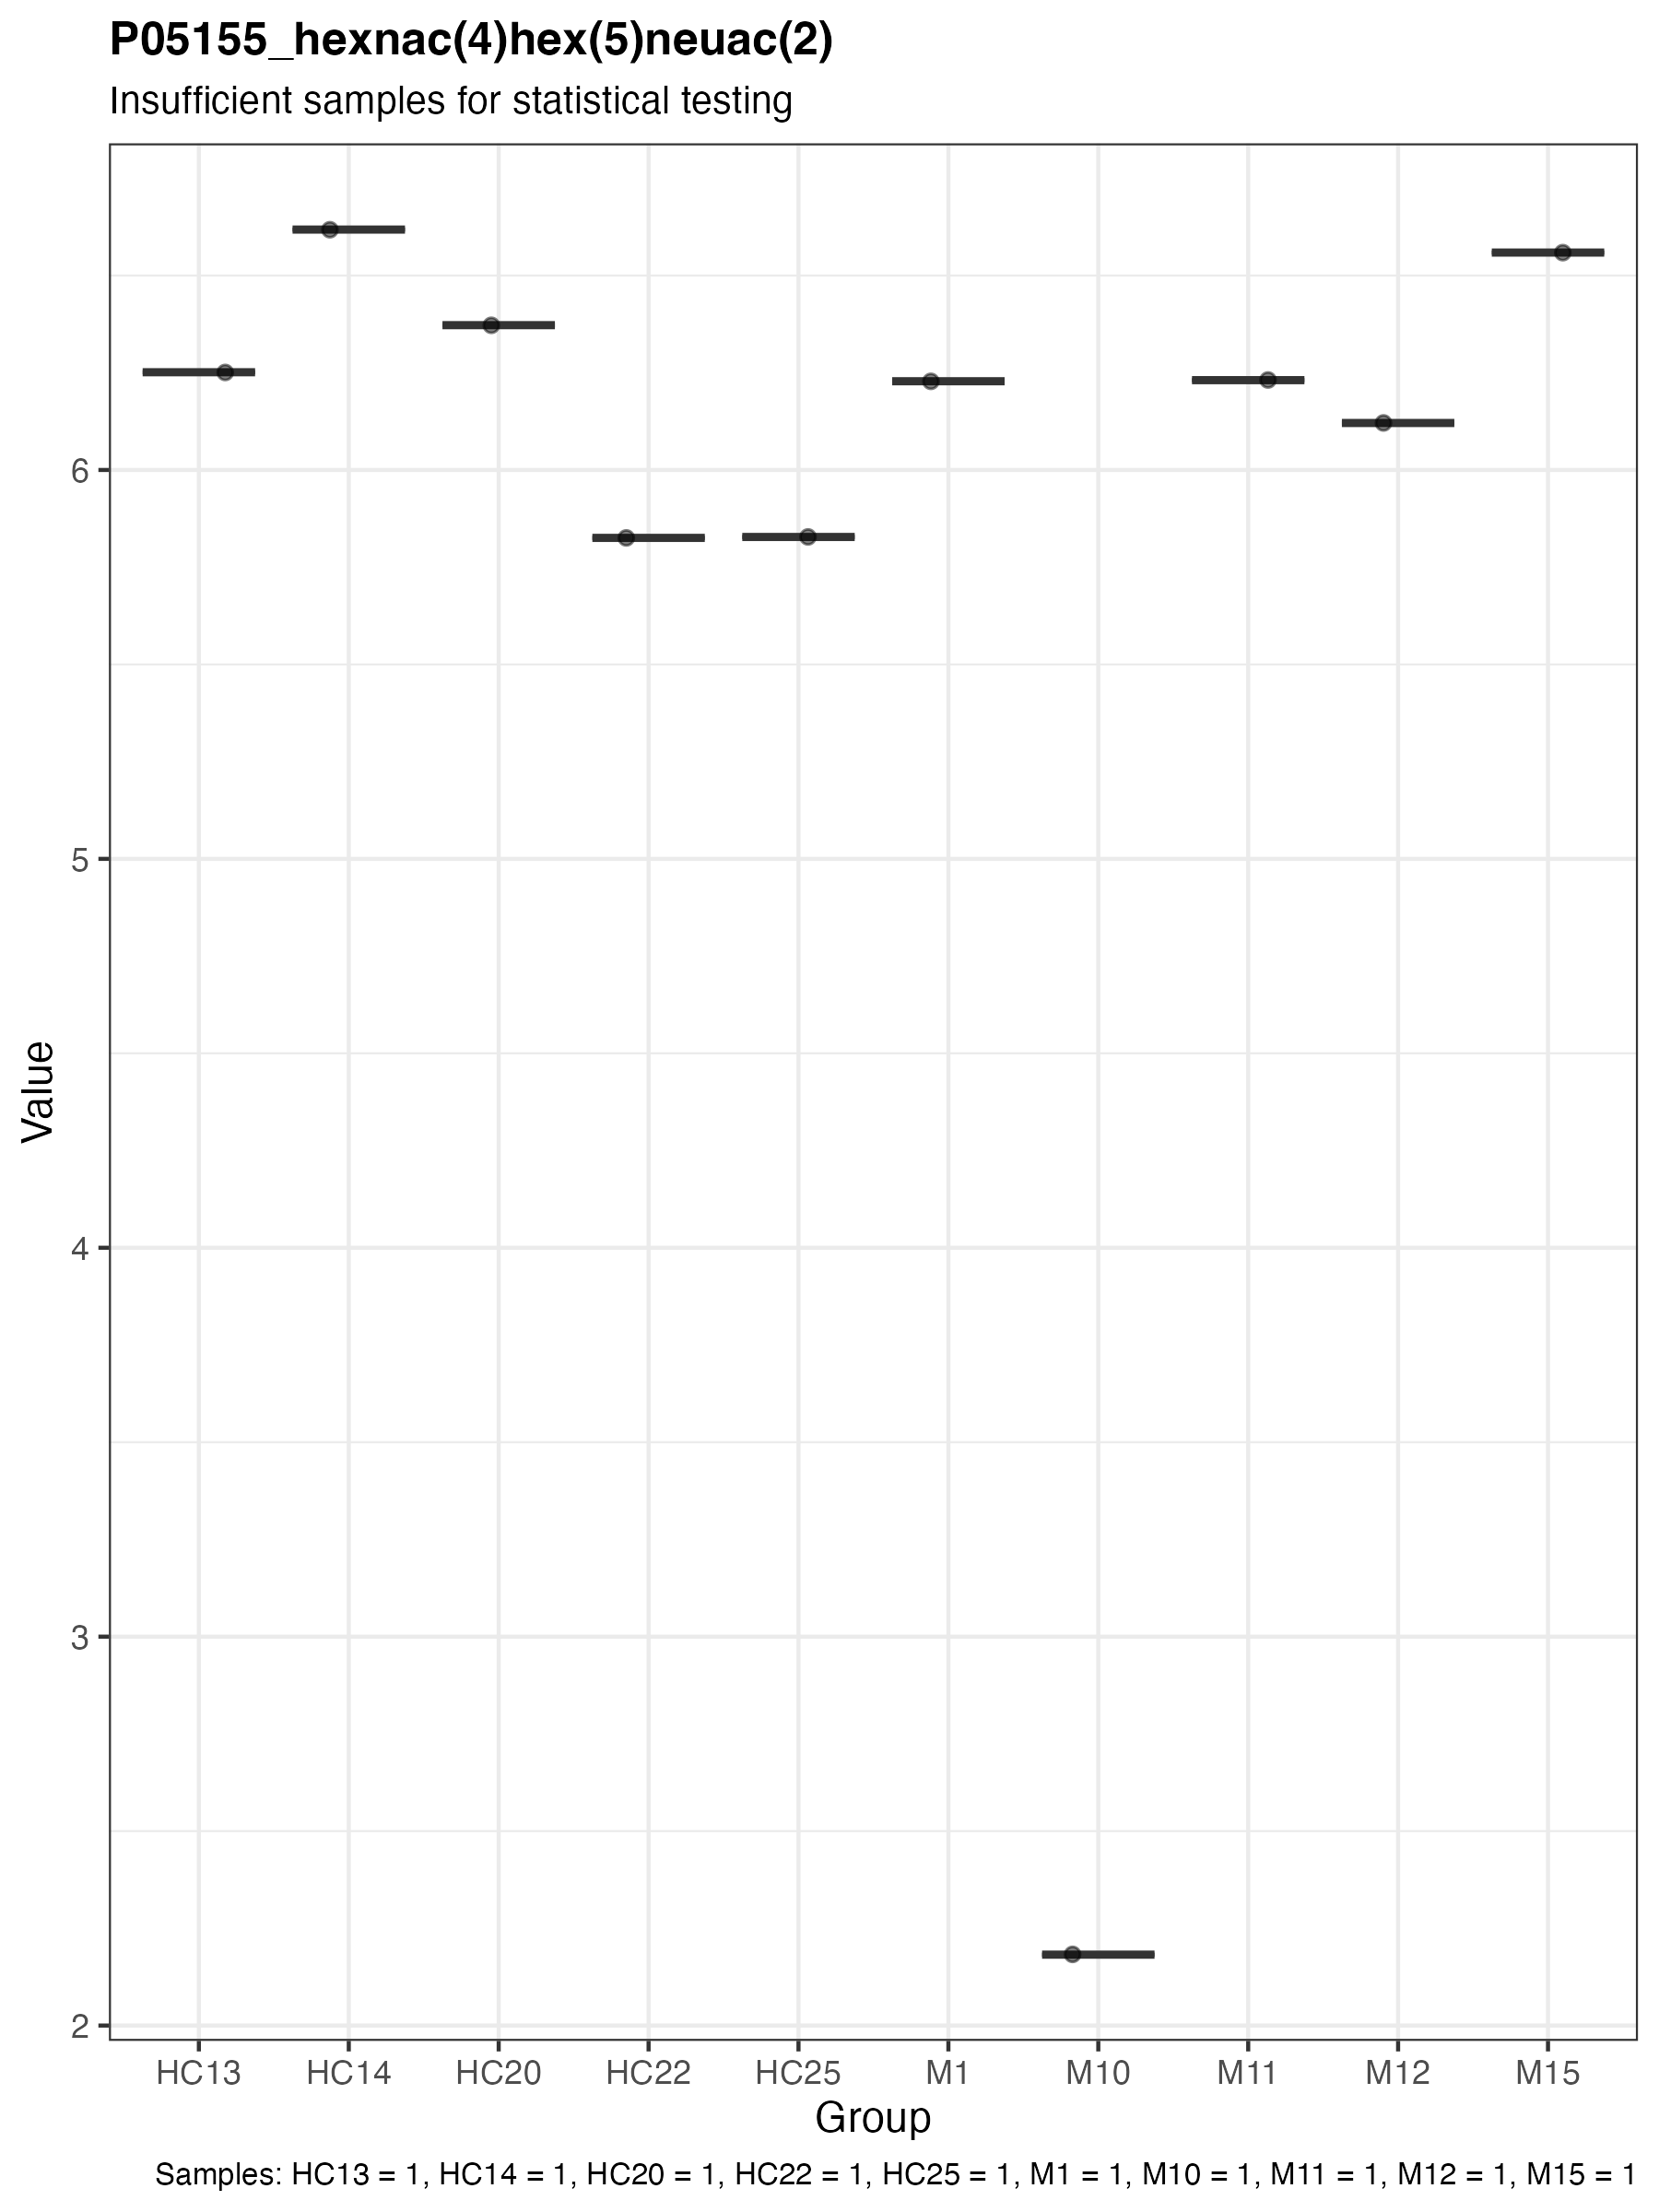 P05155_hexnac(4)hex(5)neuac(2)
Insufficient samples for statistical testing
Value
6
5
4
3
2
HC13 HC14 HC20 HC22 HC25 M1 M10 M11 M12 M15
Group
Samples: HC13 = 1, HC14 = 1, HC20 = 1, HC22 = 1, HC25 = 1, M1 = 1, M10 = 1, M11 = 1, M12 = 1, M15 = 1